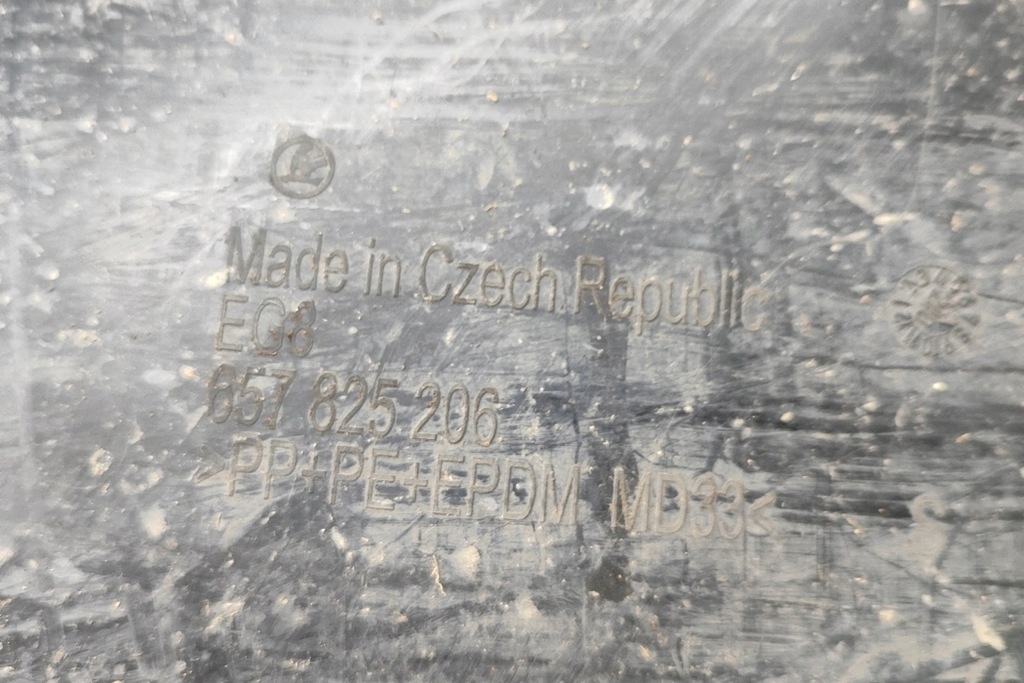 Made in Czech Republic
EG8
657 825 206
>PP+PE+EPDM MD33<